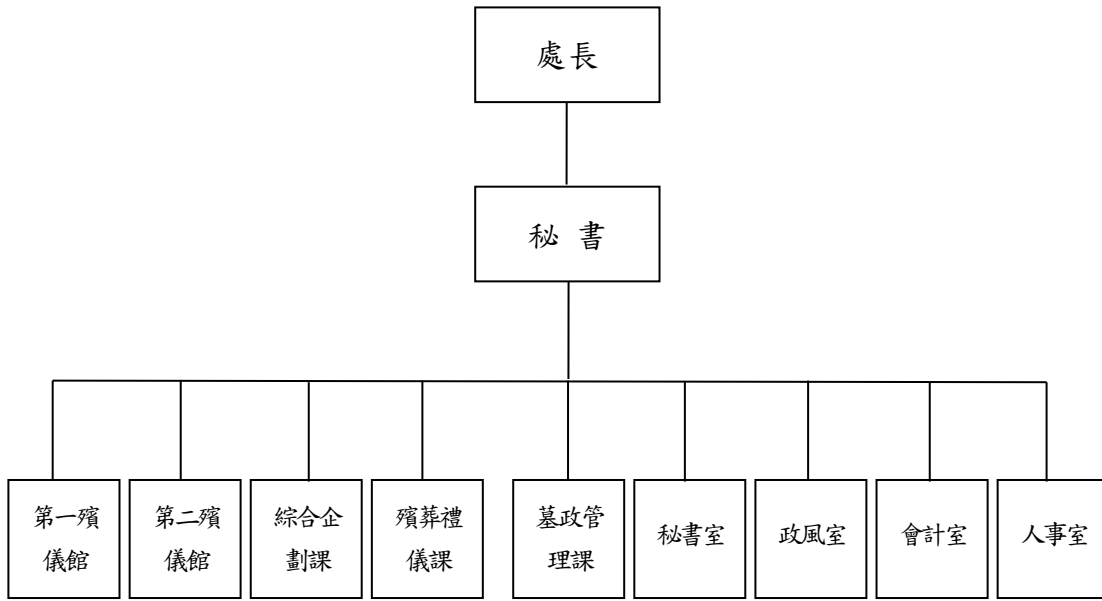 處長
秘 書
第一殯
儀館
第二殯
儀館
綜合企
劃課
殯葬禮
儀課
墓政管
理課
秘書室
政風室
會計室
人事室